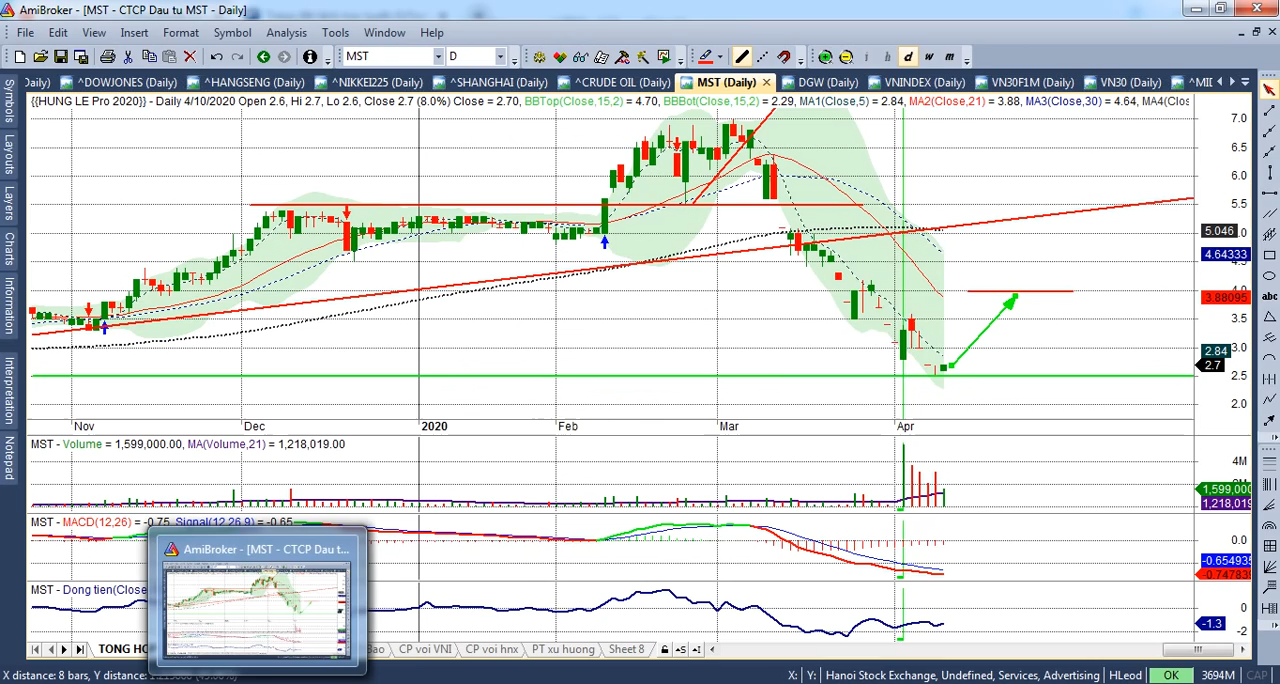 AmiBroker - [MST - CTCP Dau tu MST - Daily]
File Edit View Insert Format Symbol Analysis Tools Window Help
MST D i h d w m
Daily) ^DOWJONES (Daily) ^HANGSENG (Daily) ^NIKKEI225 (Daily) ^SHANGHAI (Daily) ^CRUDE OIL (Daily) MST (Daily) DGW (Daily) VNINDEX (Daily) VN30F1M (Daily) VN30 (Daily) ^MID
{{HUNG LE Pro 2020}} - Daily 4/10/2020 Open 2.6, Hi 2.7, Lo 2.6, Close 2.7 (8.0%) Close = 2.70, BBTop(Close,15,2) = 4.70, BBBot(Close,15,2) = 2.29, MA1(Close,5) = 2.84, MA2(Close,21) = 3.88, MA3(Close,30) = 4.64, MA4(Clos
Symbols
Layouts
Layers
Charts
Information
Interpretation
Notepad
7.0
6.5
6.0
5.5
5.046
4.64333
4.5
4.0
3.88095
3.5
3.0
2.84
2.7
2.5
2.0
abc
Nov Dec 2020 Feb Mar Apr
MST - Volume = 1,599,000.00, MA(Volume,21) = 1,218,019.00
4M
1,599,000
1,218,019
MST - MACD(12,26) = -0.75 Signal(12,26,9) = -0.65
0.0
-0.654935
-0.747839
AmiBroker - [MST - CTCP Dau t...
MST - Dong tien(Close
0
-1.3
-2
TONG HO Bao CP voi VNI CP voi hnx PT xu huong Sheet 8
X distance: 8 bars, Y distance: X: Y: Hanoi Stock Exchange, Undefined, Services, Advertising HLeod OK 3694M CAP